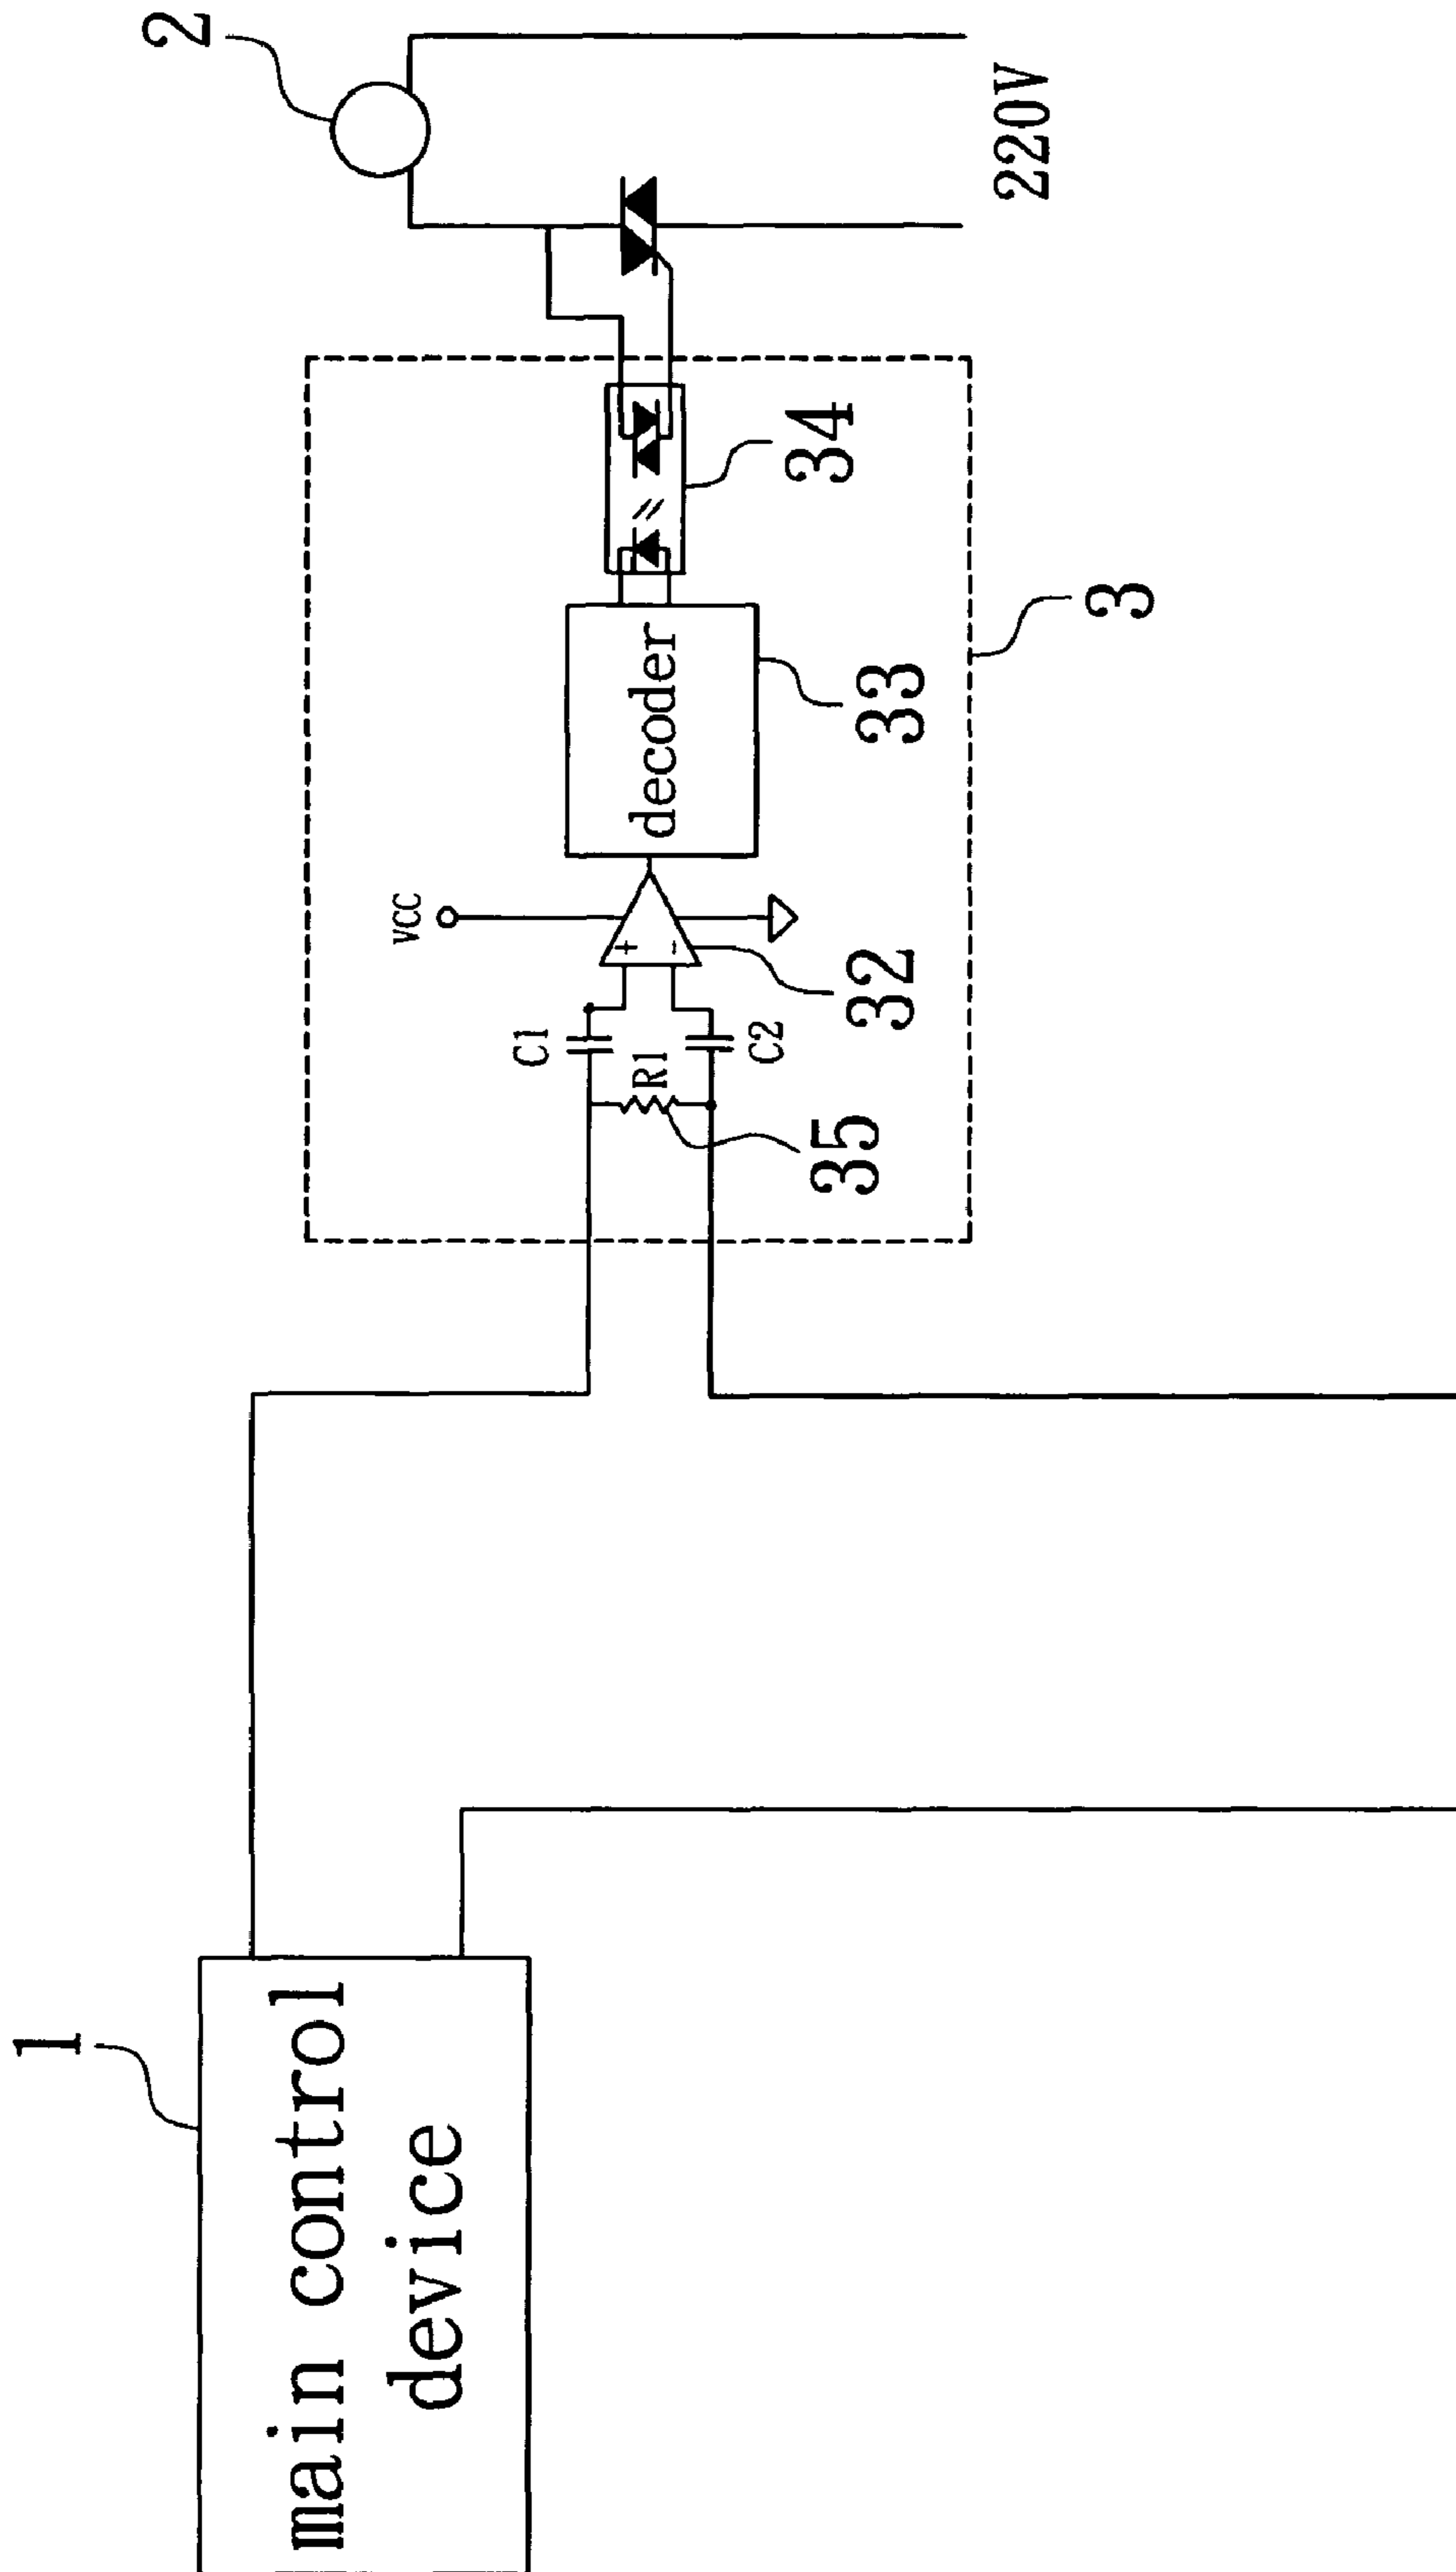 1
main control
device
C1
R1
C2
35
VCC
32
decoder
33
34
3
2
220V